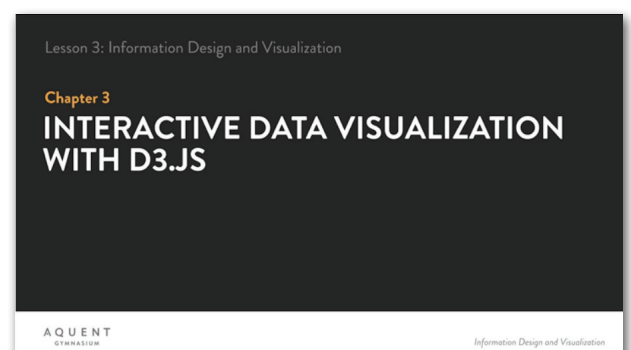 Lesson 3: Information Design and Visualization
Chapter 3
INTERACTIVE DATA VISUALIZATION
WITH D3.JS
AQUENT
GYMNASIUM
Information Design and Visualization